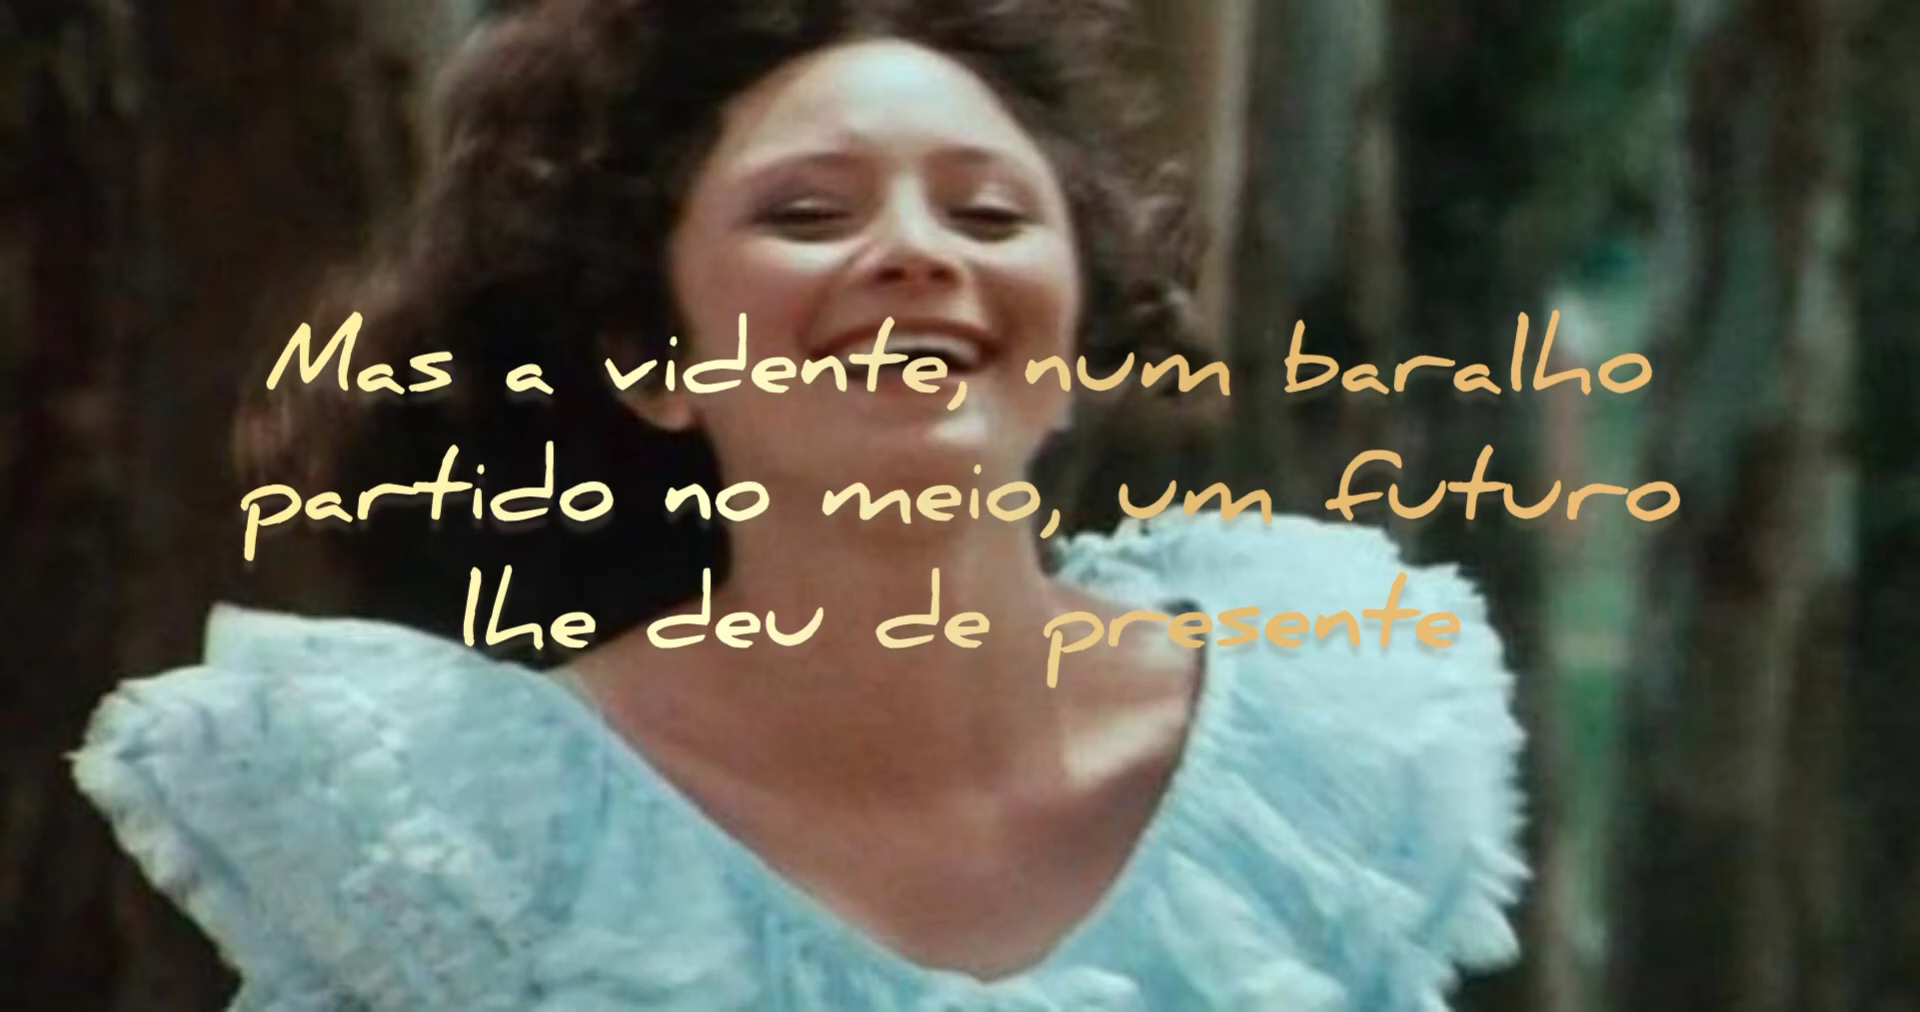 Mas a vidente, num baralho
partido no meio, um futuro
lhe deu de presente